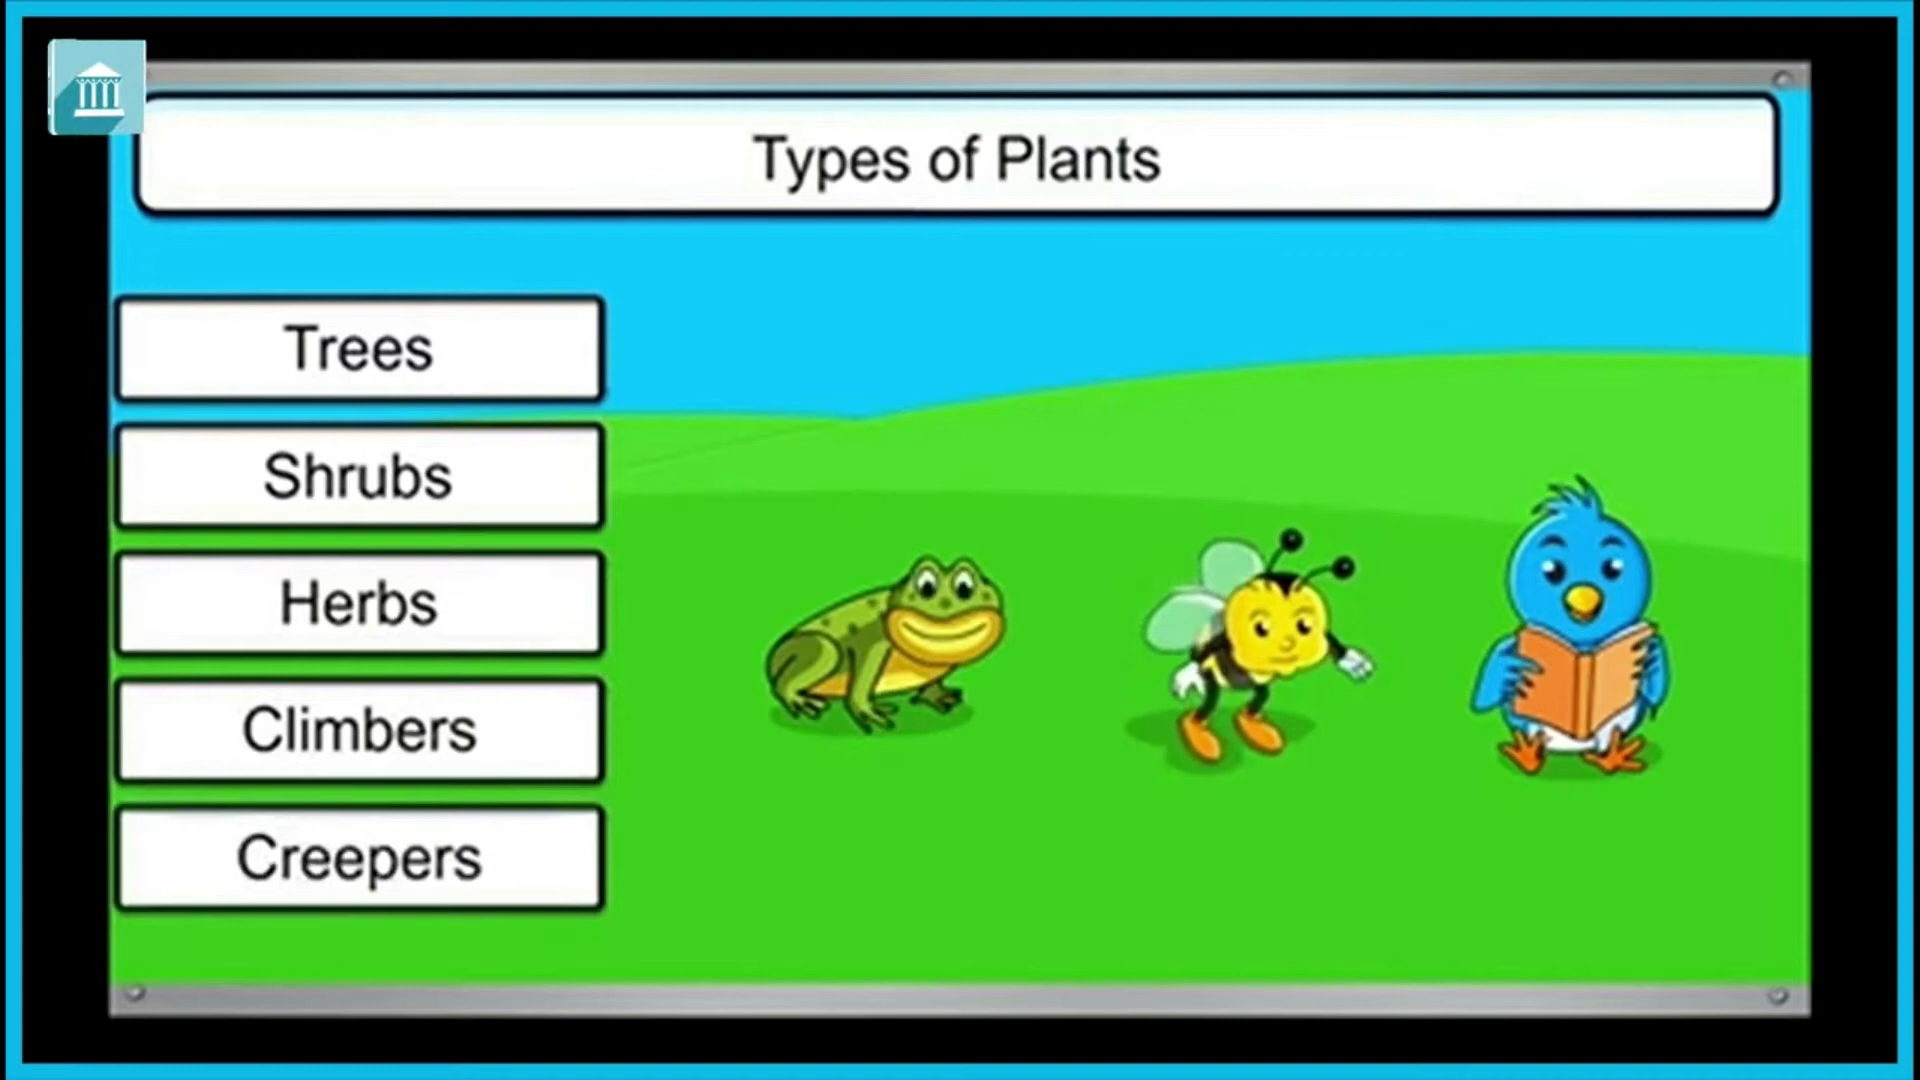 Types of Plants
Trees
Shrubs
Herbs
Climbers
Creepers